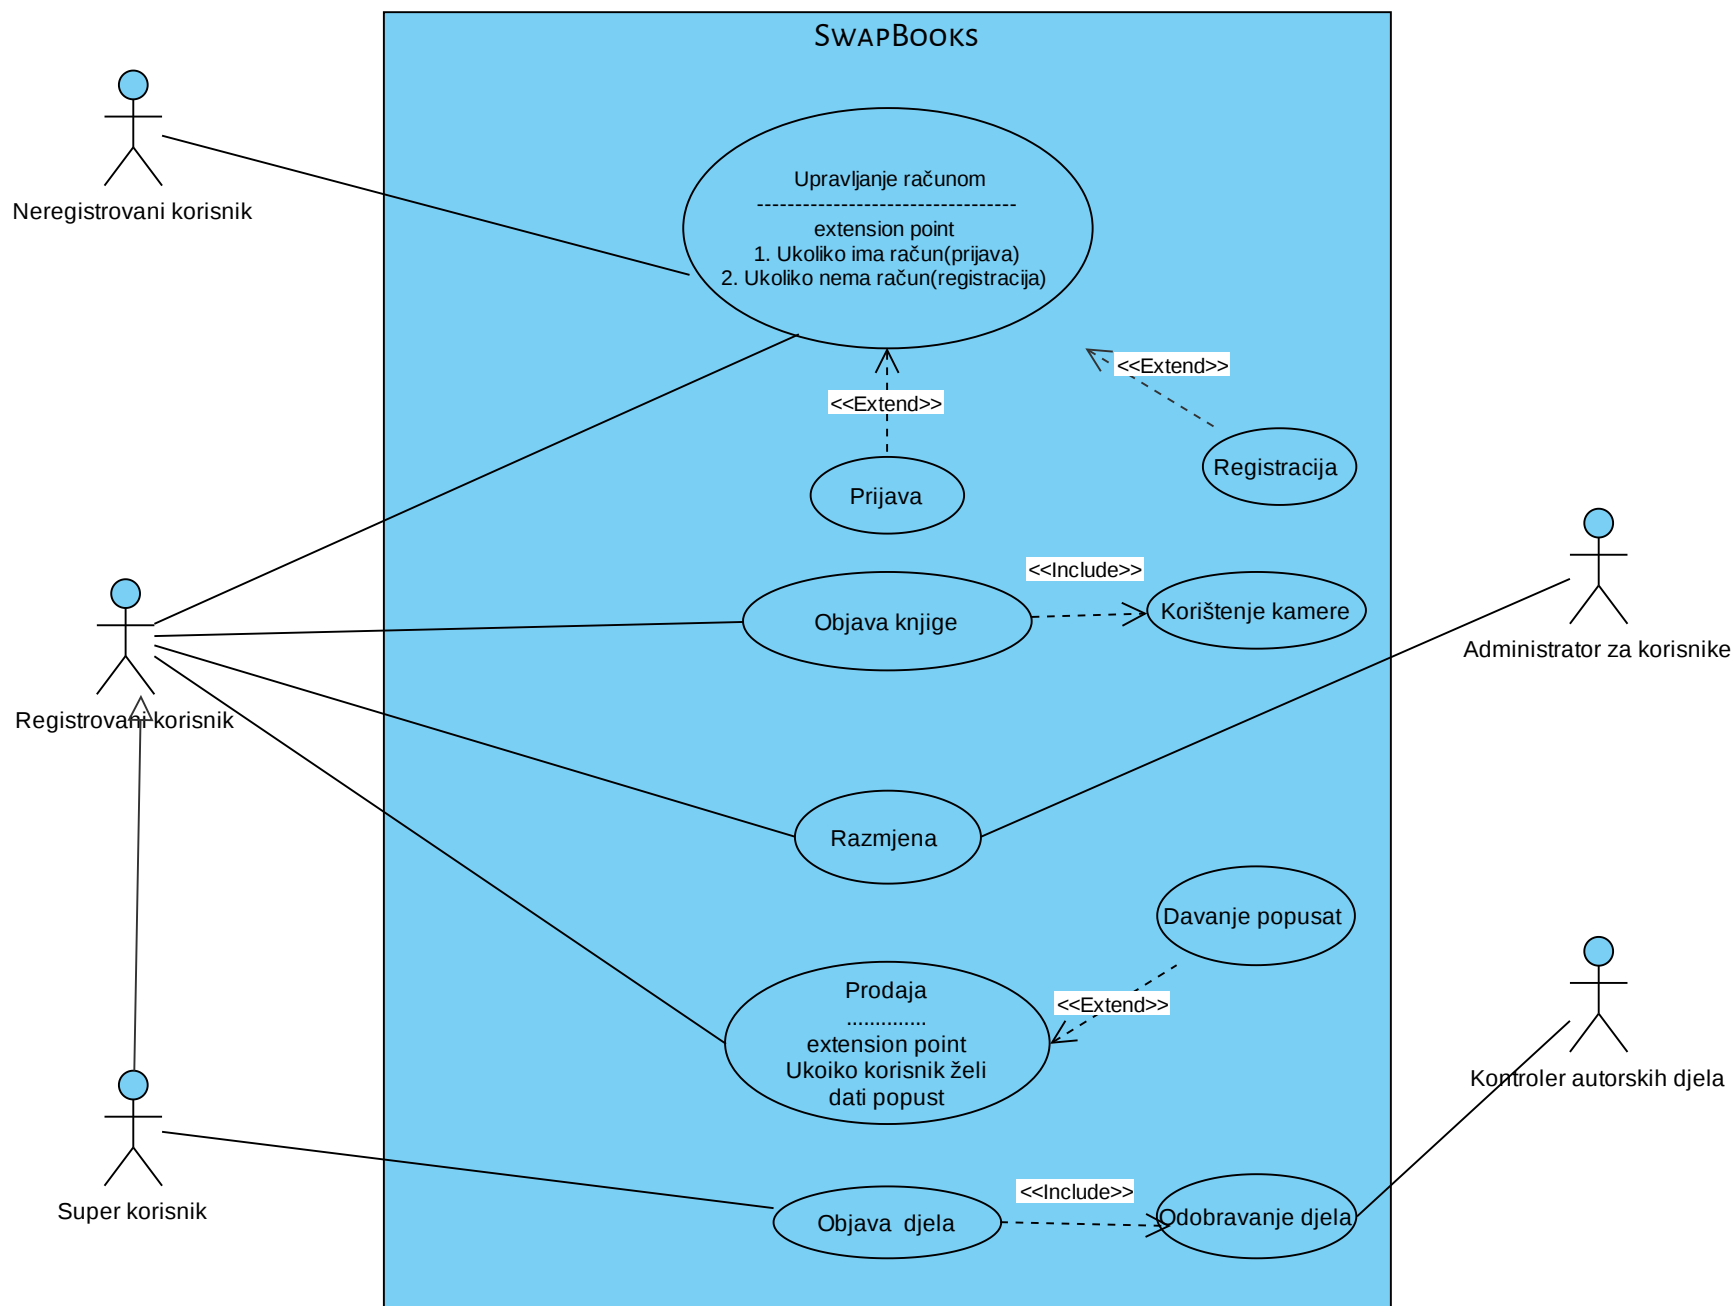 SwapBooks
Neregistrovani korisnik
Upravljanje računom
----------------------------------
extension point
1. Ukoliko ima račun(prijava)
2. Ukoliko nema račun(registracija)
<<Extend>>
<<Extend>>
Prijava
Registracija
Registrovani korisnik
Objava knjige
<<Include>>
Korištenje kamere
Administrator za korisnike
Razmjena
Davanje popusat
Prodaja
..............
extension point
Ukoiko korisnik želi
dati popust
<<Extend>>
Kontroler autorskih djela
Super korisnik
Objava  djela
<<Include>>
Odobravanje djela